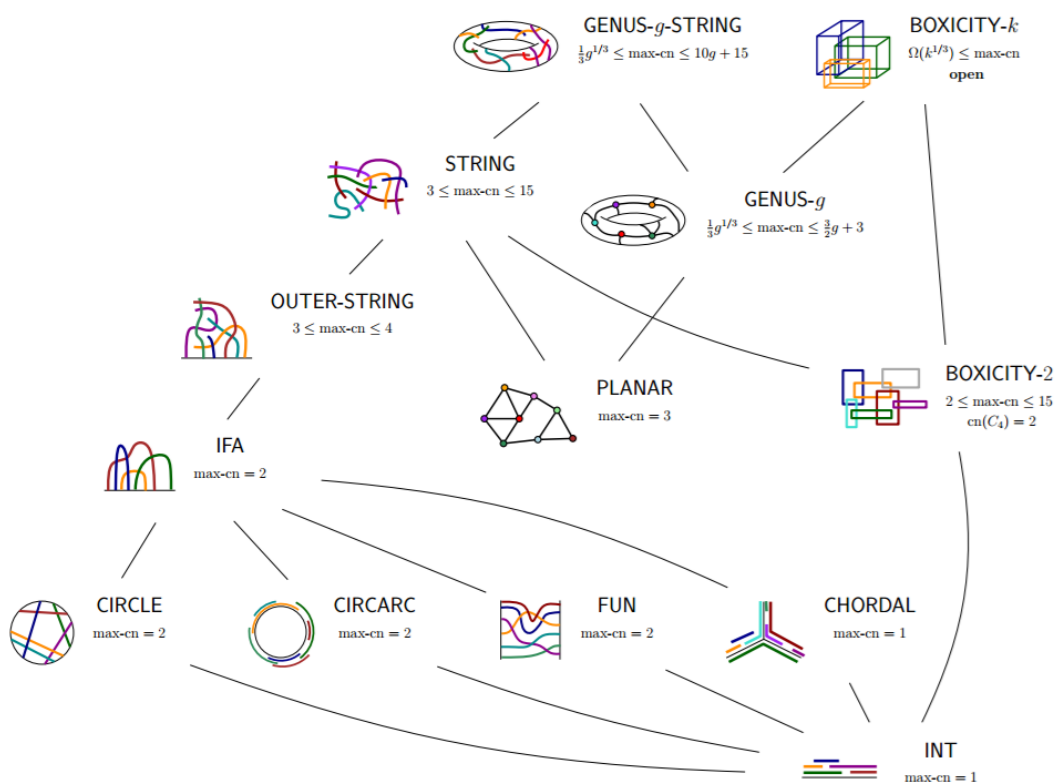 GENUS-g-STRING
1/3 g^{1/3} ≤ max-cn ≤ 10g + 15
BOXICITY-k
Ω(k^{1/3}) ≤ max-cn
open
STRING
3 ≤ max-cn ≤ 15
GENUS-g
1/3 g^{1/3} ≤ max-cn ≤ 3/2 g + 3
OUTER-STRING
3 ≤ max-cn ≤ 4
PLANAR
max-cn = 3
BOXICITY-2
2 ≤ max-cn ≤ 15
cn(C₄) = 2
IFA
max-cn = 2
CIRCLE
max-cn = 2
CIRCARC
max-cn = 2
FUN
max-cn = 2
CHORDAL
max-cn = 1
INT
max-cn = 1